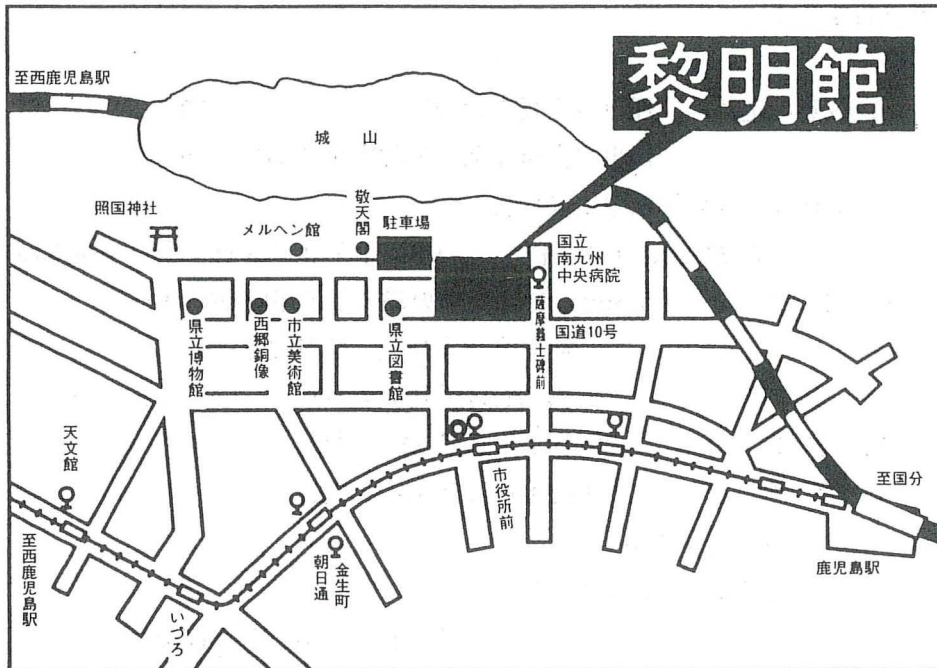 至西鹿児島駅
黎明館
城山
照国神社
メルヘン館
敬天閣
駐車場
国立
南九州
中央病院
薩摩義士碑前
国道10号
県立博物館
西郷銅像
市立美術館
県立図書館
天文館
至西鹿児島駅
いづろ
朝日通
金生町
市役所前
至国分
鹿児島駅